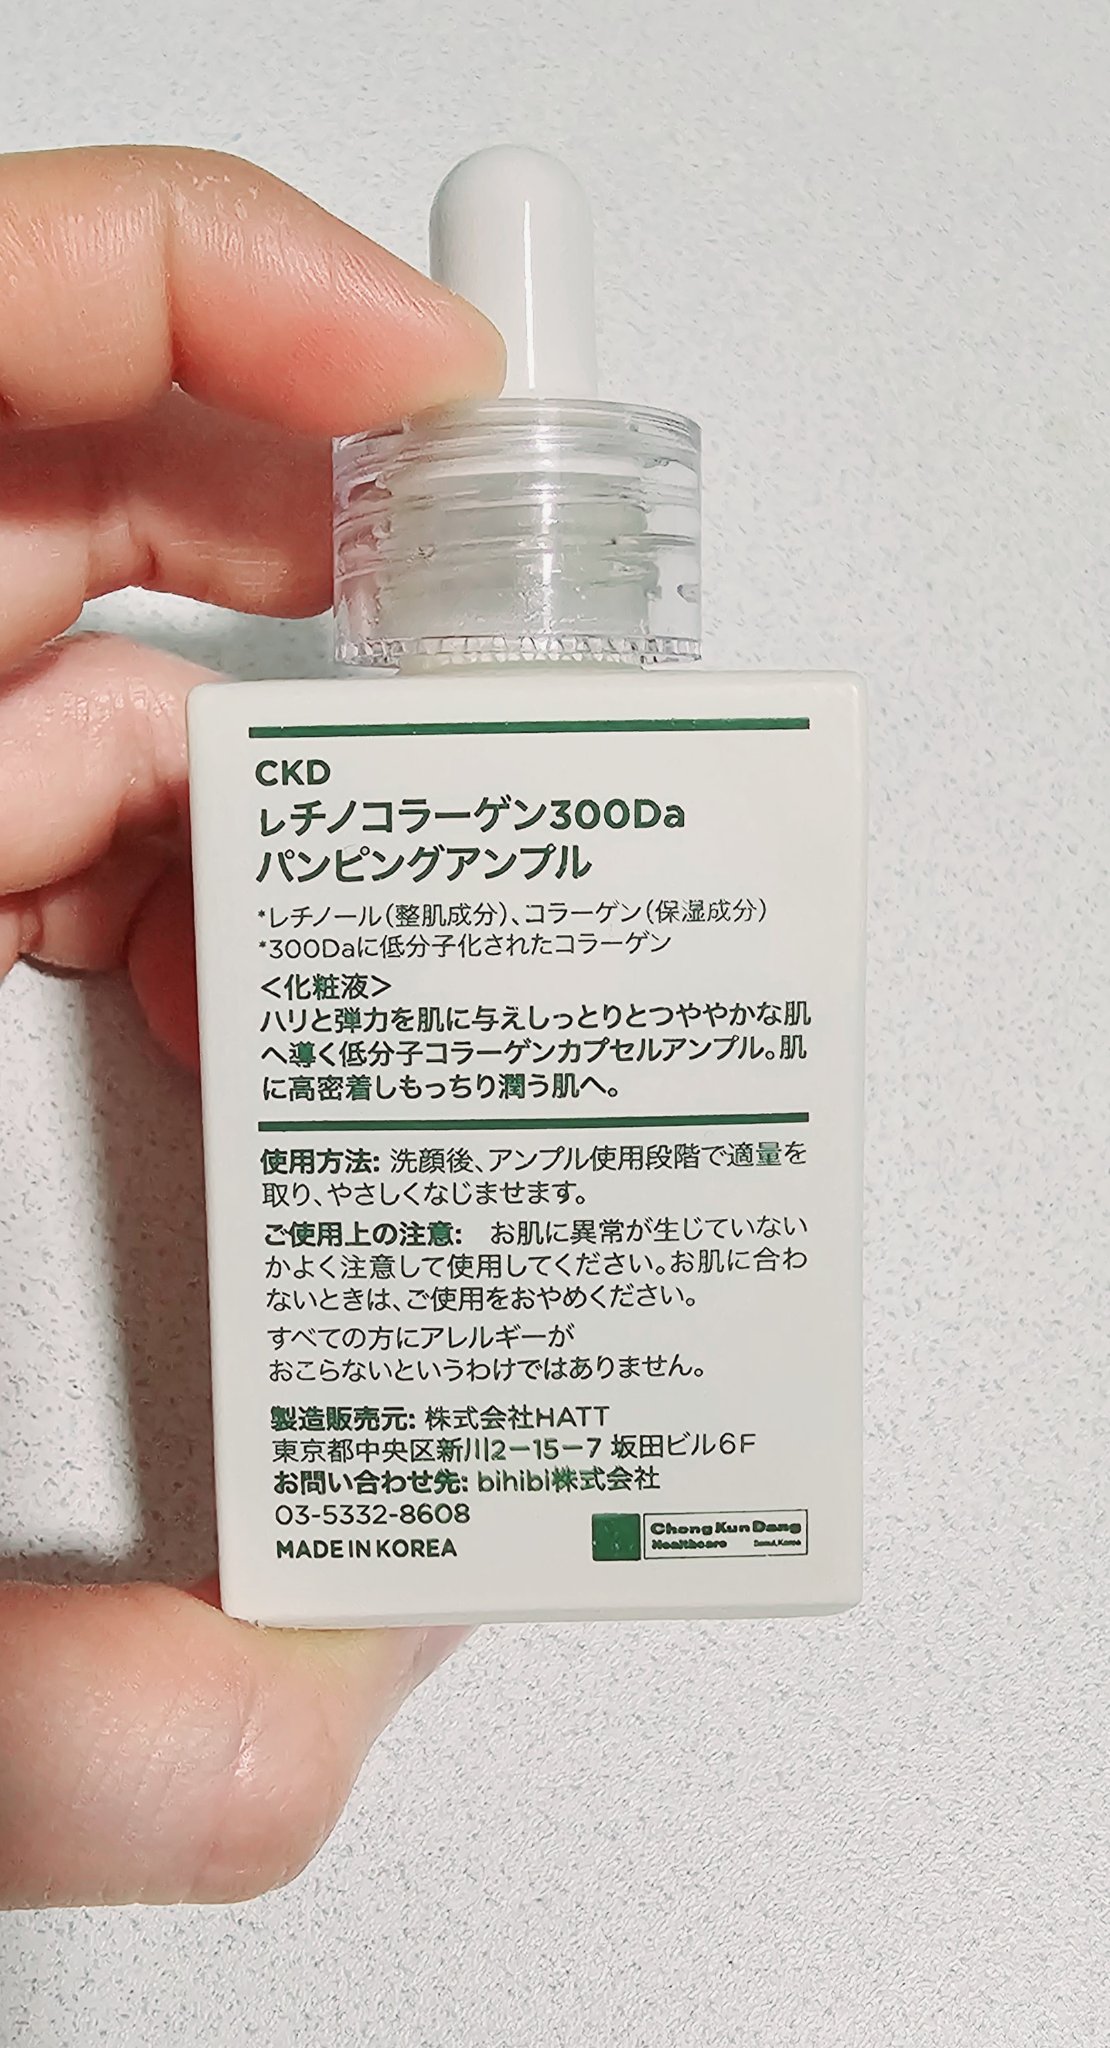 CKD
レチノコラーゲン300Da
パンピングアンプル
*レチノール(整肌成分)、コラーゲン(保湿成分)
*300Daに低分子化されたコラーゲン
<化粧液>
ハリと弾力を肌に与えしっとりとつややかな肌
へ導く低分子コラーゲンカプセルアンプル。肌
に高密着しもっちり潤う肌へ。
使用方法: 洗顔後、アンプル使用段階で適量を
取り、やさしくなじませます。
ご使用上の注意: お肌に異常が生じていない
かよく注意して使用してください。お肌に合わ
ないときは、ご使用をおやめください。
すべての方にアレルギーが
おこらないというわけではありません。
製造販売元: 株式会社HATT
東京都中央区新川2-15-7 坂田ビル6F
お問い合わせ先: bihibi株式会社
03-5332-8608
MADE IN KOREA
Chong Kun Dang
Healthcare Seoul, Korea